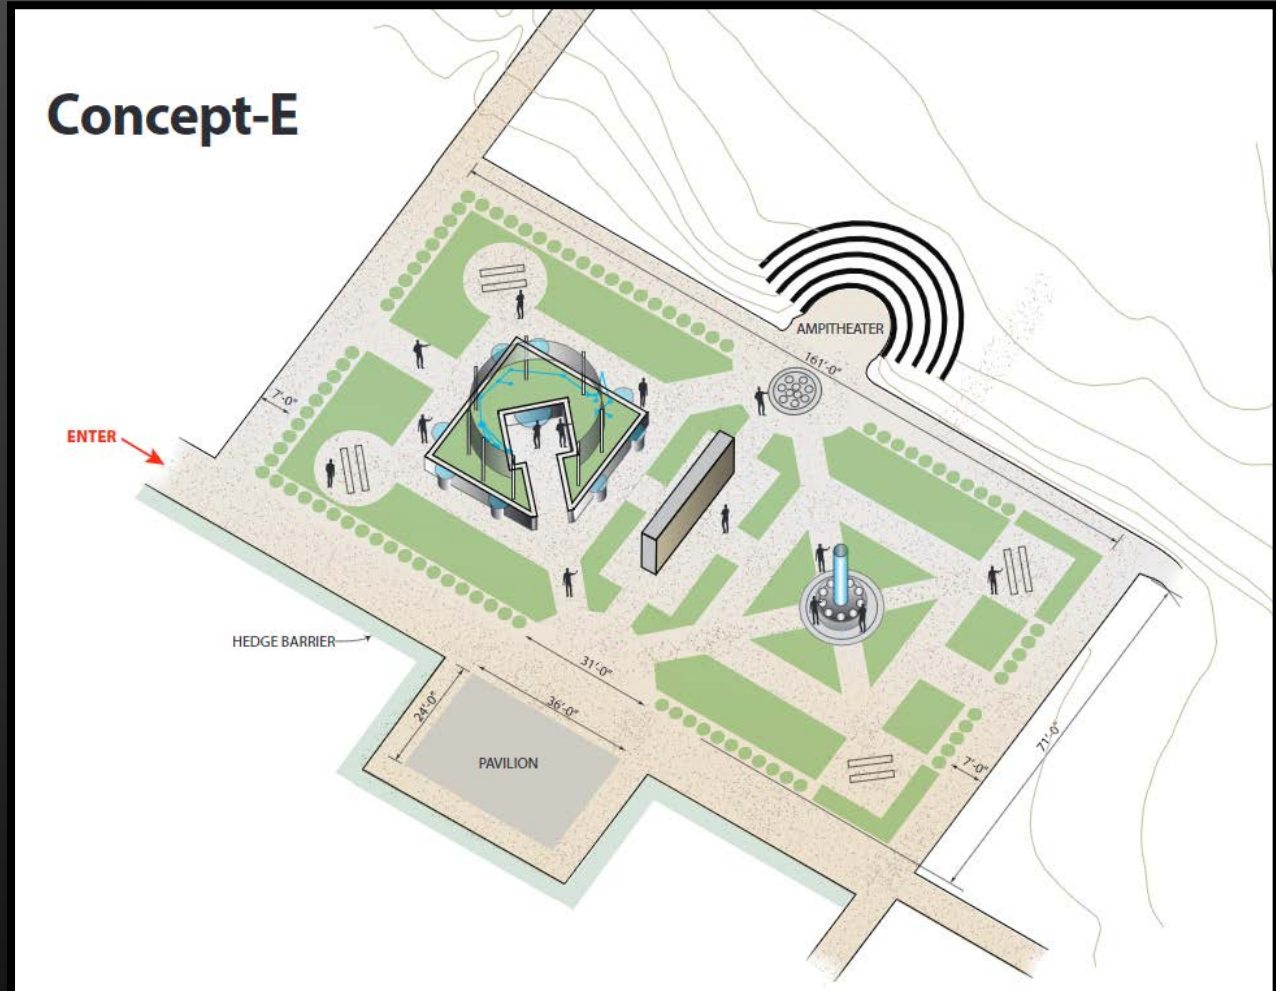 Concept-E
AMPITHEATER
161'-0"
7'-0"
ENTER
HEDGE BARRIER
31'-0"
24'-0"
36'-0"
PAVILION
71'-0"
7'-0"